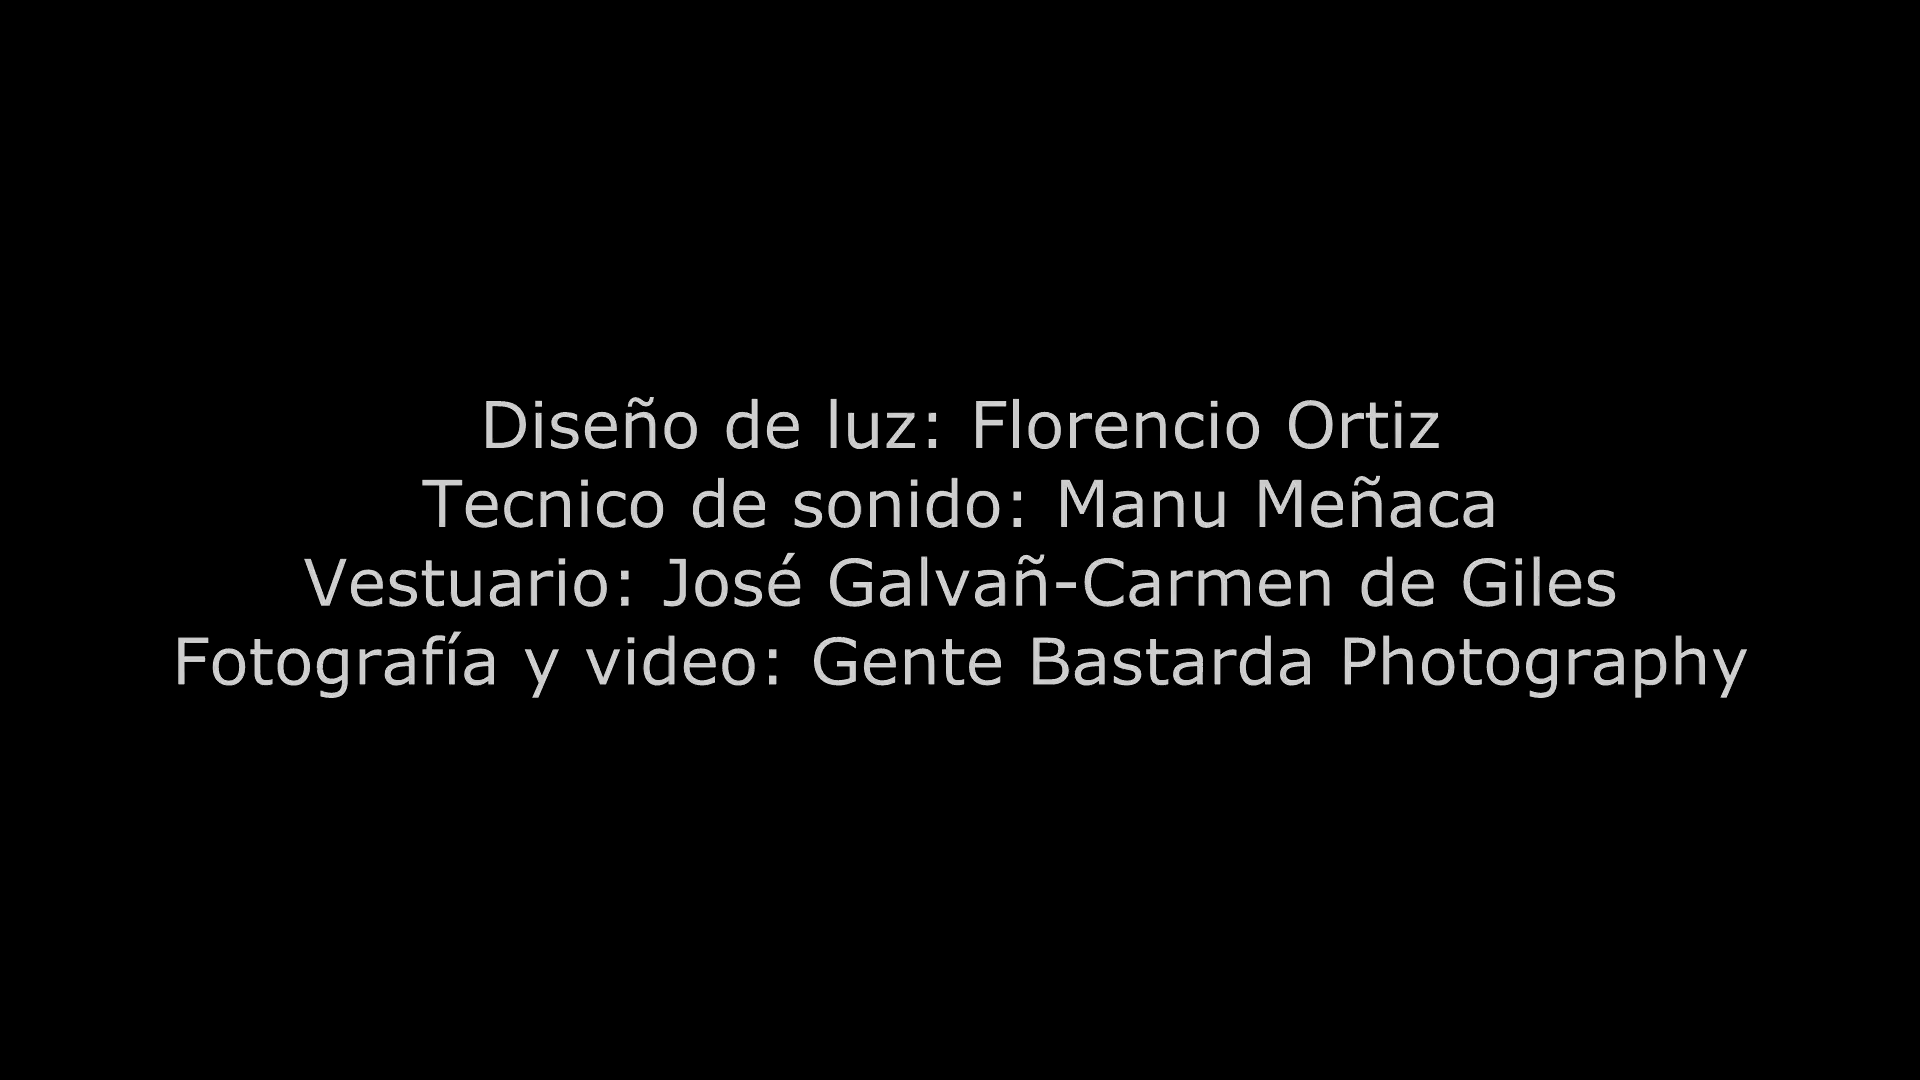 Diseño de luz: Florencio Ortiz
Tecnico de sonido: Manu Meñaca
Vestuario: José Galvañ-Carmen de Giles
Fotografía y video: Gente Bastarda Photography